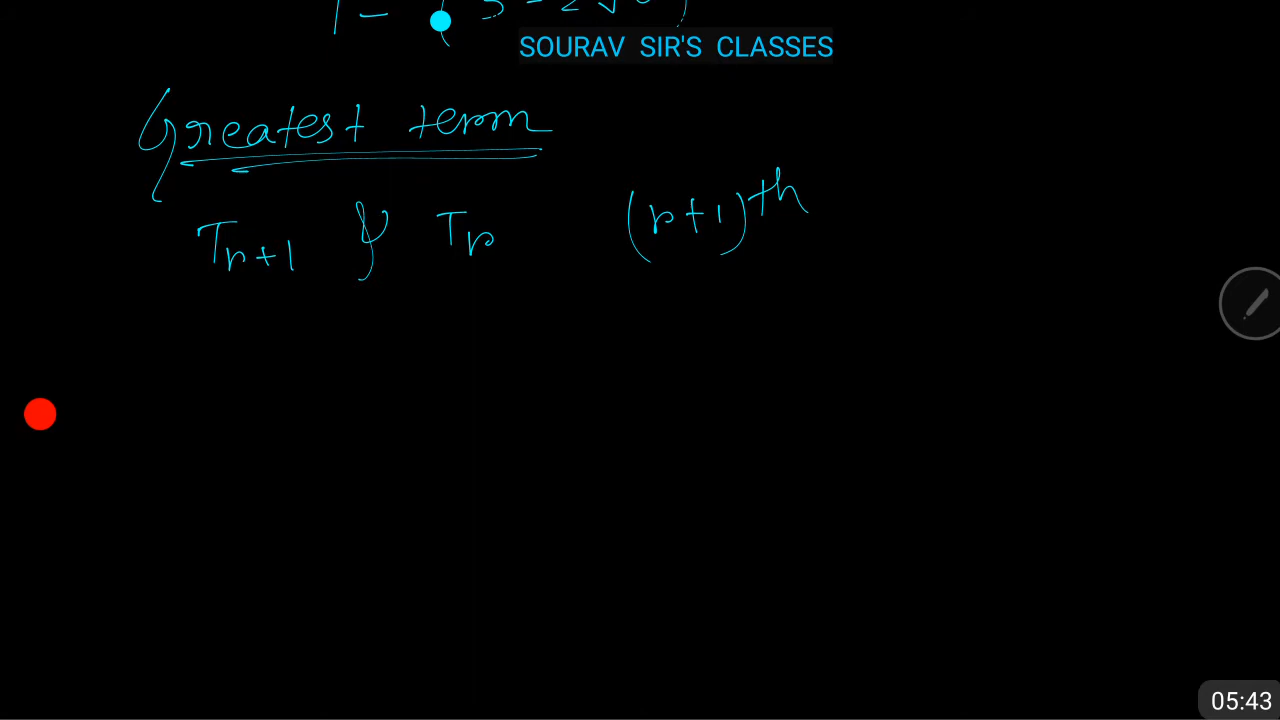 SOURAV SIR'S CLASSES
Greatest term
Tr+1 & Tr (r+1)th
05:43